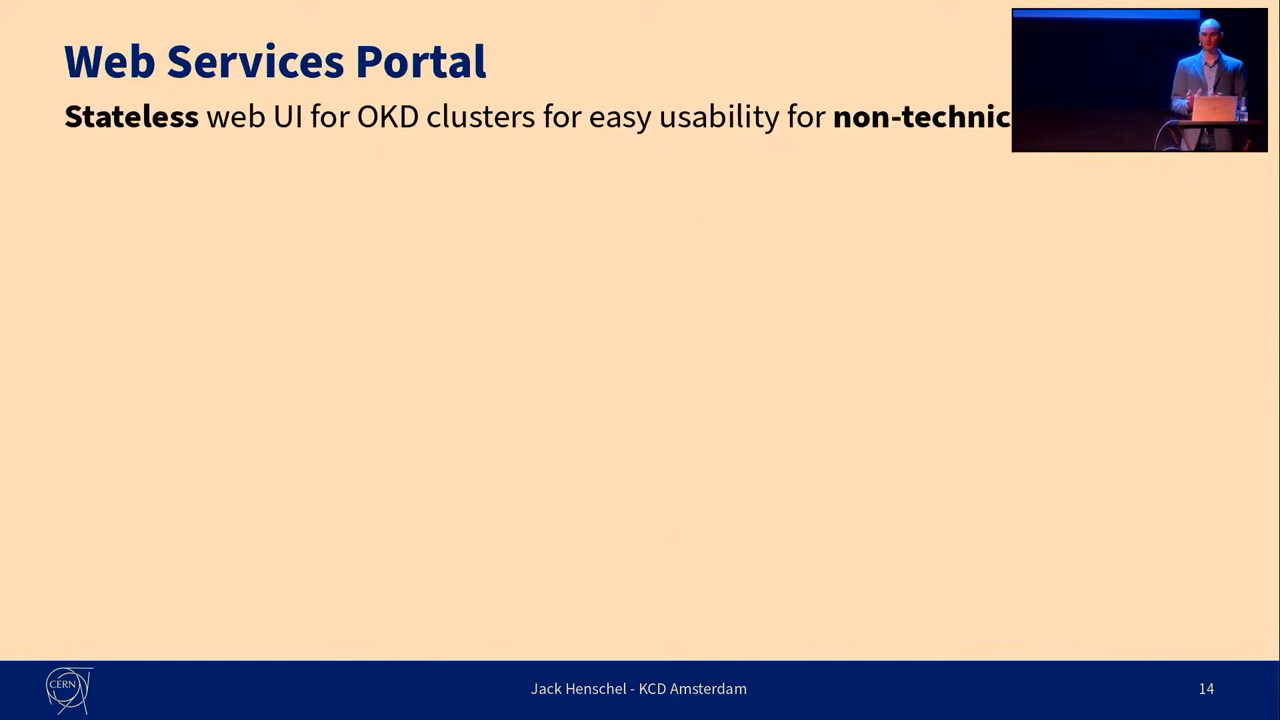 Web Services Portal
Stateless web UI for OKD clusters for easy usability for non-technic
CERN
Jack Henschel - KCD Amsterdam
14